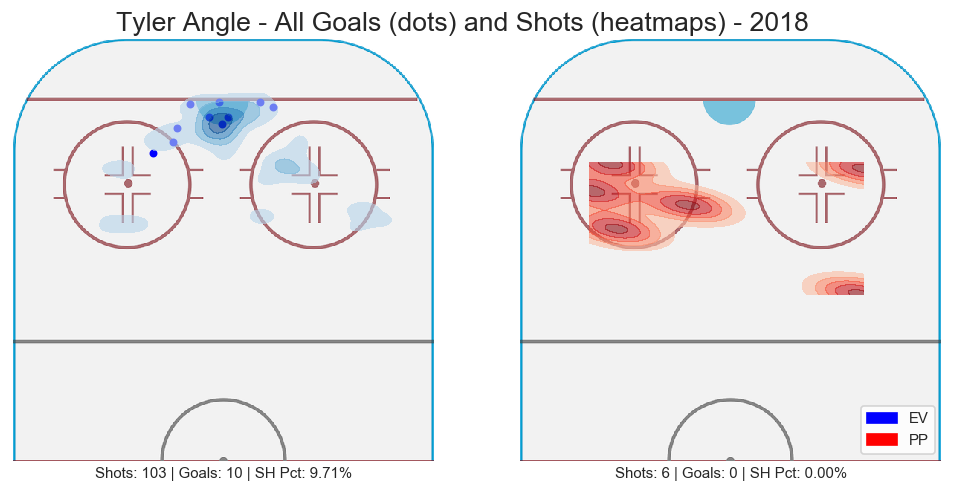 Tyler Angle - All Goals (dots) and Shots (heatmaps) - 2018
EV
PP
Shots: 103 | Goals: 10 | SH Pct: 9.71%
Shots: 6 | Goals: 0 | SH Pct: 0.00%